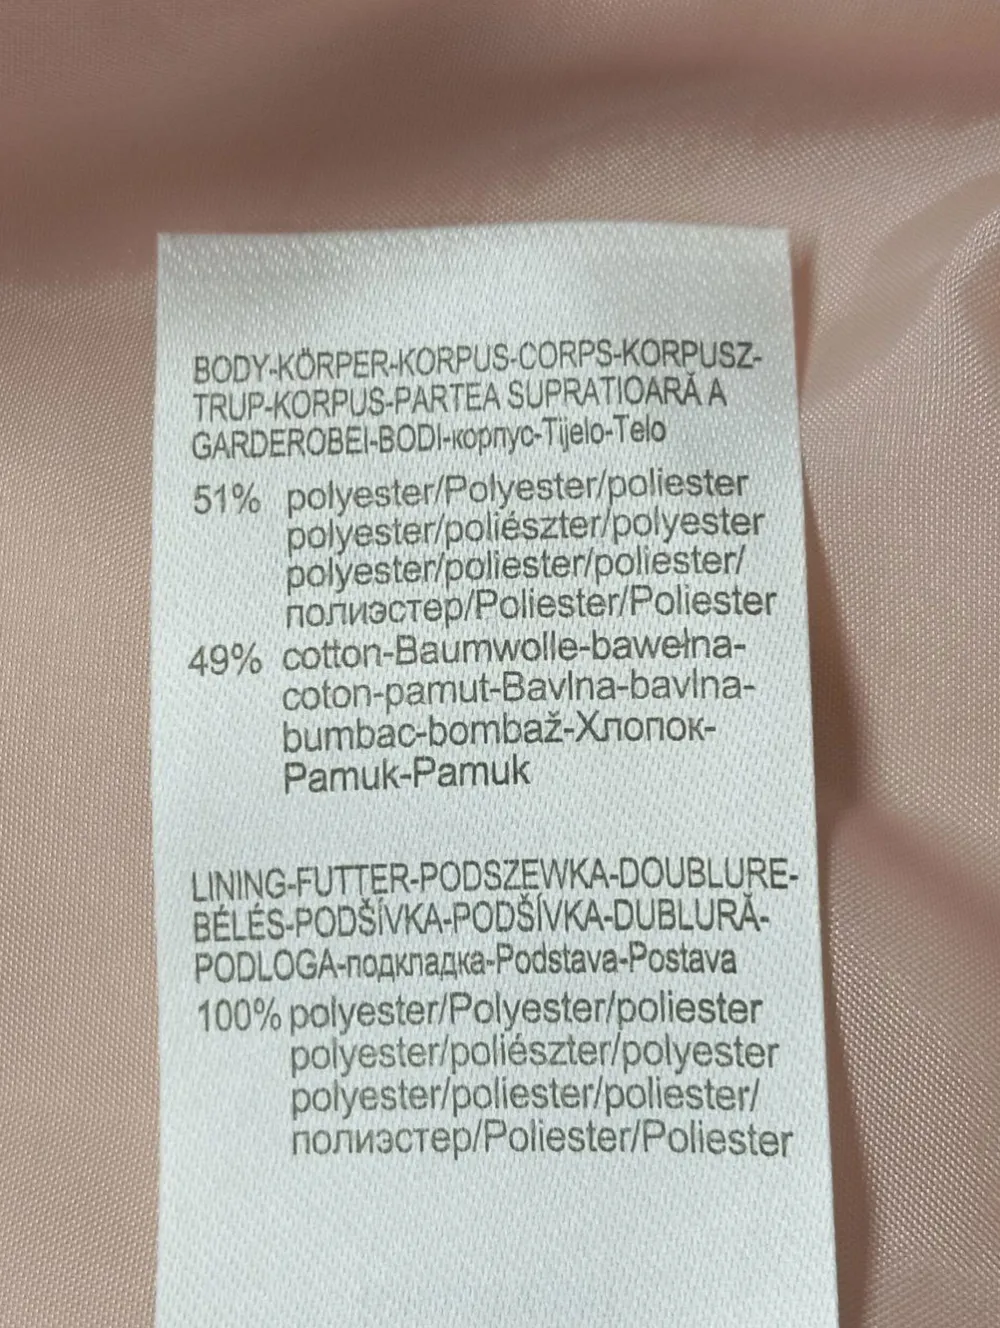 BODY-KÖRPER-KORPUS-CORPS-KORPUSZ-
TRUP-KORPUS-PARTEA SUPRATIOARĂ A
GARDEROBEI-BODI-корпус-Tijelo-Telo
51% polyester/Polyester/poliester
polyester/poliészter/polyester
polyester/poliester/poliester/
полиэстер/Poliester/Poliester
49% cotton-Baumwolle-bawełna-
coton-pamut-Bavlna-bavlna-
bumbac-bombaž-Хлопок-
Pamuk-Pamuk
LINING-FUTTER-PODSZEWKA-DOUBLURE-
BÉLÉS-PODŠÍVKA-PODŠÍVKA-DUBLURĂ-
PODLOGA-подкладка-Podstava-Postava
100% polyester/Polyester/poliester
polyester/poliészter/polyester
polyester/poliester/poliester/
полиэстер/Poliester/Poliester